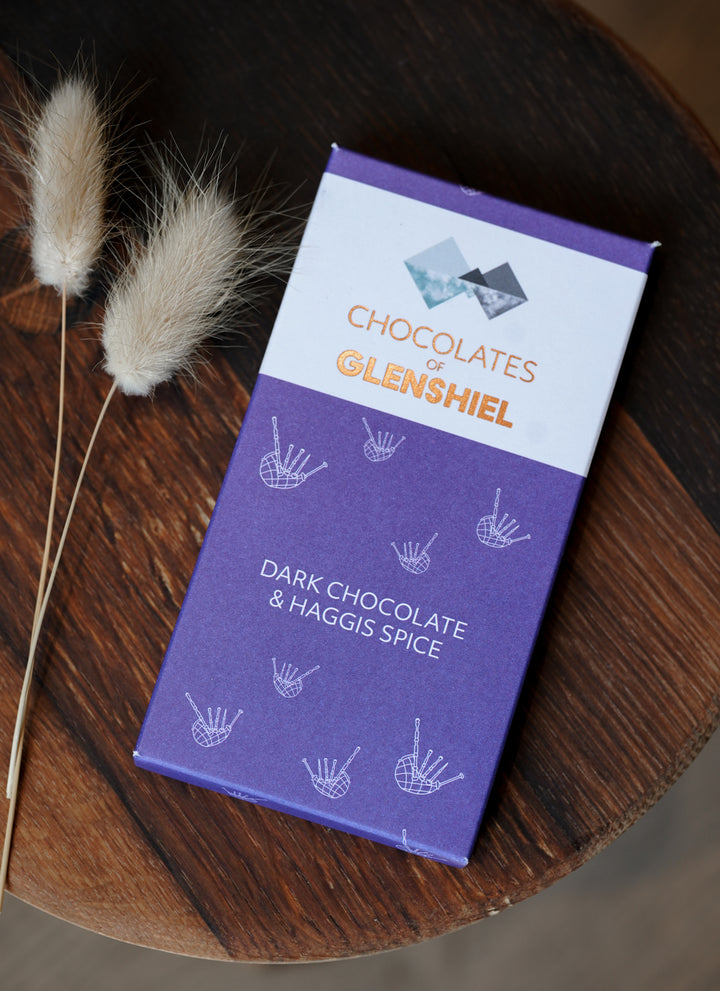 CHOCOLATES
OF
GLENSHIEL
DARK CHOCOLATE
& HAGGIS SPICE